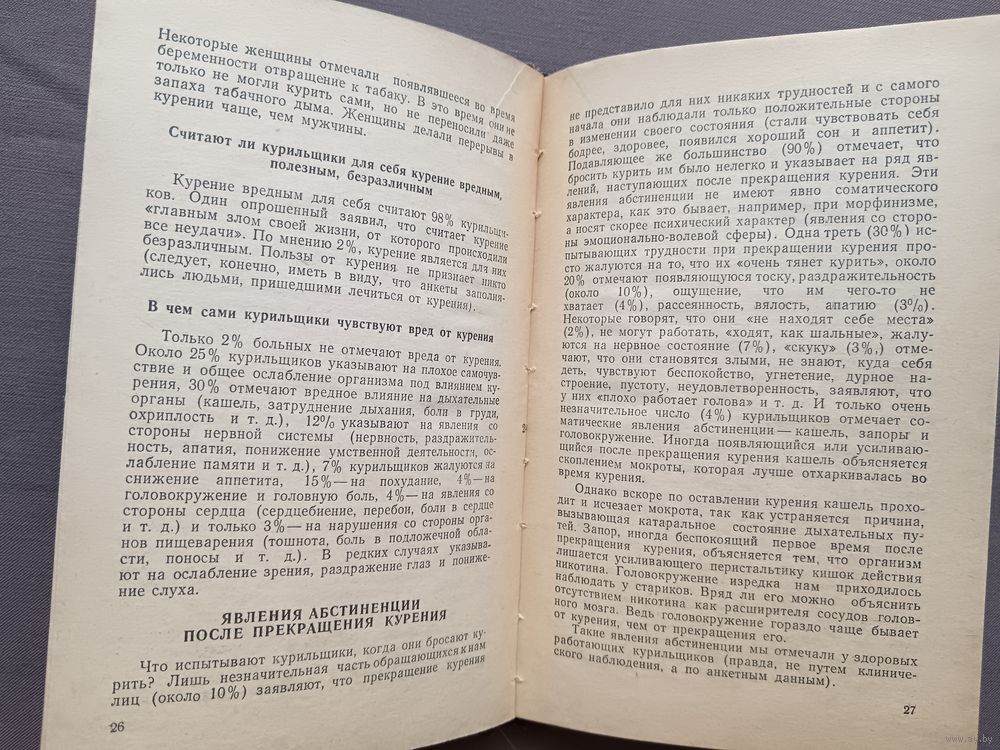 Некоторые женщины отмечали появлявшееся во время
беременности отвращение к табаку. В это время они не
только не могли курить сами, но не переносили даже
запаха табачного дыма. Женщины делали перерывы в
курении чаще, чем мужчины.
Считают ли курильщики для себя курение вредным,
полезным, безразличным
Курение вредным для себя считают 98% курильщи-
ков. Один опрошенный заявил, что считает курение
«главным злом своей жизни, от которого происходили
все неудачи». По мнению 2%, курение является для них
безразличным. Пользы от курения не признает никто
(следует, конечно, иметь в виду, что анкеты заполня-
лись людьми, пришедшими лечиться от курения).
В чем сами курильщики чувствуют вред от курения
Только 2% больных не отмечают вреда от курения.
Около 25% курильщиков указывают на плохое самочув-
ствие и общее ослабление организма под влиянием ку-
рения, 30% отмечают вредное влияние на дыхательные
органы (кашель, затруднение дыхания, боли в груди,
охриплость и т. д.), 12% указывают на явления со
стороны нервной системы (нервность, раздражитель-
ность, апатия, понижение умственной деятельности, ос-
лабление памяти и т. д.), 7% курильщиков жалуются на
снижение аппетита, 15% — на похудание, 4% — на
головокружение и головную боль, 4% — на явления со
стороны сердца (сердцебиение, перебои, боли в сердце
и т. д.) и только 3% — на нарушения со стороны орга-
нов пищеварения (тошнота, боль в подложечной обла-
сти, поносы и т. д.). В редких случаях указыва-
ют на ослабление зрения, раздражение глаз и пониже-
ние слуха.
ЯВЛЕНИЯ АБСТИНЕНЦИИ
ПОСЛЕ ПРЕКРАЩЕНИЯ КУРЕНИЯ
Что испытывают курильщики, когда они бросают ку-
рить? Лишь незначительная часть обращающихся к нам
лиц (около 10%) заявляют, что прекращение курения
26
не представило для них никаких трудностей и с самого
начала они наблюдали только положительные стороны
в изменении своего состояния (стали чувствовать себя
бодрее, здоровее, появился хороший сон и аппетит).
Подавляющее же большинство (90%) отмечает, что
бросить курить им было нелегко и указывает на ряд яв-
лений, наступающих после прекращения курения. Эти
явления абстиненции не имеют явно соматического
характера, как это бывает, например, при морфинизме,
а носят скорее психический характер (явления со сторо-
ны эмоционально-волевой сферы). Одна треть (30%) ис-
пытывающих трудности при прекращении курения про-
сто жалуются на то, что их «очень тянет курить», около
20% отмечают появляющуюся тоску, раздражительность
(около 10%), ощущение, что им чего-то не
хватает (4%), рассеянность, вялость, апатию (3%).
Некоторые говорят, что они «не находят себе места»
(2%), не могут работать, «ходят, как шальные», жалу-
ются на нервное состояние (7%), «скуку» (3%,) отме-
чают, что они становятся злыми, не знают, куда себя
деть, чувствуют беспокойство, угнетение, дурное на-
строение, пустоту, неудовлетворенность, заявляют, что
у них «плохо работает голова» и т. д. И только очень
незначительное число (4%) курильщиков отмечает со-
матические явления абстиненции — кашель, запоры и
головокружение. Иногда появляющийся или усиливаю-
щийся после прекращения курения кашель объясняется
скоплением мокроты, которая лучше отхаркивалась во
время курения.
Однако вскоре по оставлении курения кашель прохо-
дит и исчезает мокрота, так как устраняется причина,
вызывающая катаральное состояние дыхательных пу-
тей. Запор, иногда беспокоящий первое время после
прекращения курения, объясняется тем, что организм
лишается усиливающего перистальтику кишок действия
никотина. Головокружение изредка нам приходилось
наблюдать у стариков. Вряд ли его можно объяснить
отсутствием никотина как расширителя сосудов голов-
ного мозга. Ведь головокружение гораздо чаще бывает
от курения, чем от прекращения его.
Такие явления абстиненции мы отмечали у здоровых
работающих курильщиков (правда, не путем клиниче-
ского наблюдения, а по анкетным данным).
27
www.ay.by